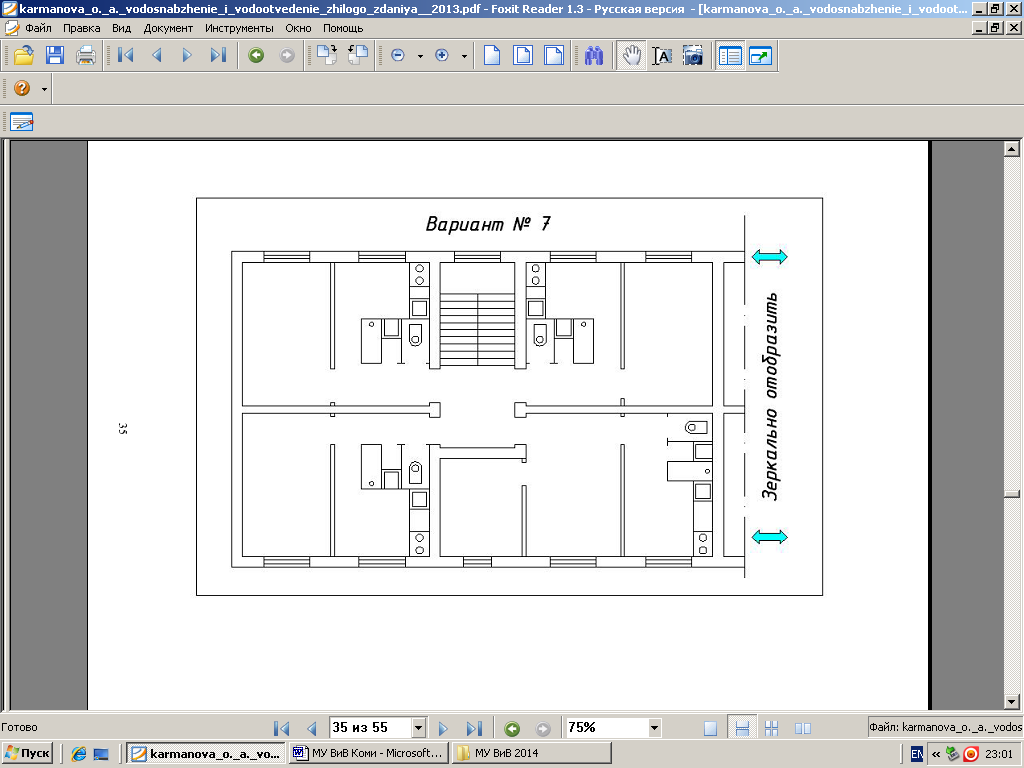 karmanova_o._a._vodosnabzhenie_i_vodootvedenie_zhilogo_zdaniya__2013.pdf - Foxit Reader 1.3 - Русская версия - [karmanova_o._a._vodosnabzhenie_i_vodoot...
Файл Правка Вид Документ Инструменты Окно Помощь
Вариант № 7
Зеркально отобразить
35
Готово
35 из 55
75%
Файл: karmanova_o._a._vodos
Пуск
karmanova_o._a._vo...
МУ ВиВ Коми - Microsoft...
МУ ВиВ 2014
EN
23:01